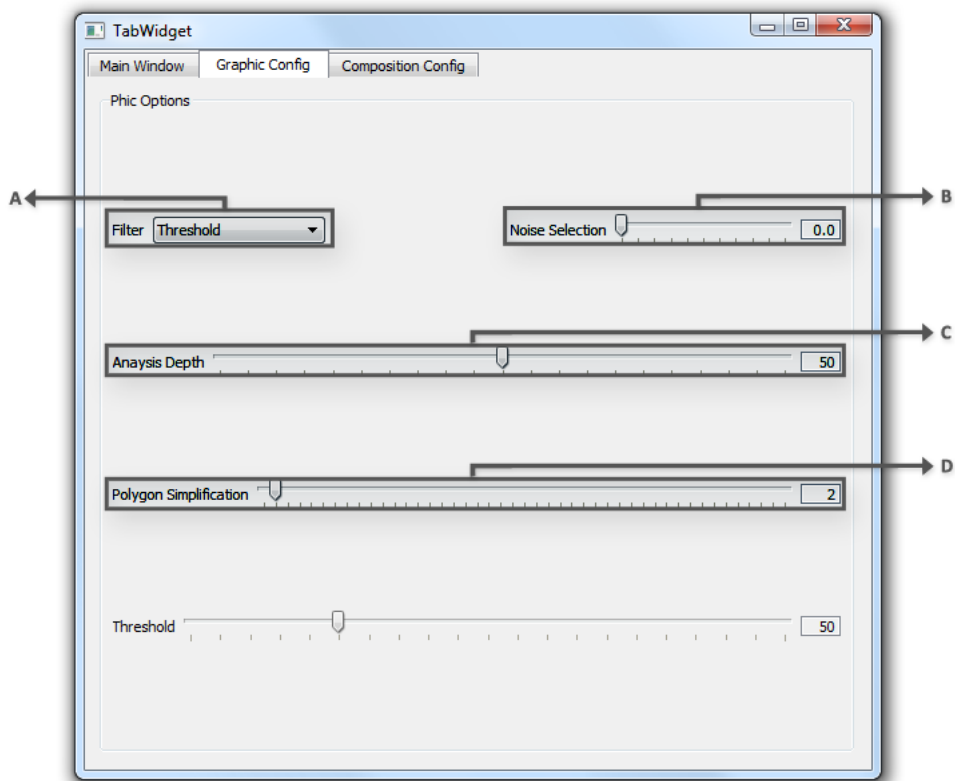 TabWidget
Main Window Graphic Config Composition Config
Phic Options
A
B
Filter Threshold
Noise Selection 0.0
C
Anaysis Depth 50
D
Polygon Simplification 2
Threshold 50